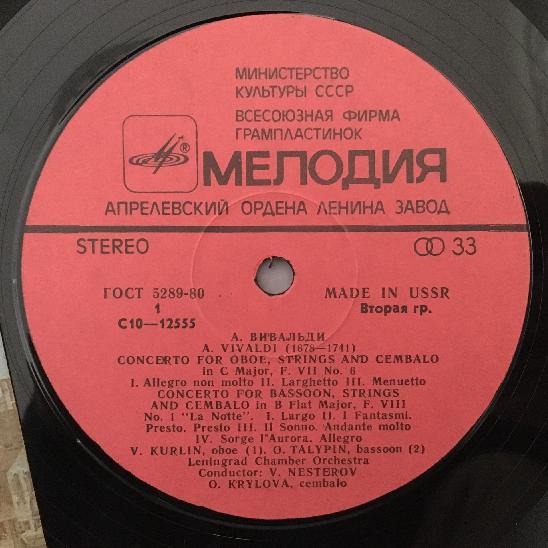 МИНИСТЕРСТВО
КУЛЬТУРЫ СССР
ВСЕСОЮЗНАЯ ФИРМА
ГРАМПЛАСТИНОК
® МЕЛОДИЯ
АПРЕЛЕВСКИЙ ОРДЕНА ЛЕНИНА ЗАВОД
STEREO 33
ГОСТ 5289-80 MADE IN USSR
1 Вторая гр.
С10—12555
А. ВИВАЛЬДИ
A. VIVALDI (1678—1741)
CONCERTO FOR OBOE, STRINGS AND CEMBALO
in C Major, F. VII No. 6
I. Allegro non molto II. Larghetto III. Menuetto
CONCERTO FOR BASSOON, STRINGS
AND CEMBALO in B Flat Major, F. VIII
No. 1 "La Notte". I. Largo II. I Fantasmi.
Presto. Presto III. Il Sonno. Andante molto
IV. Sorge l'Aurora. Allegro
V. KURLIN, oboe (1). O. TALYPIN, bassoon (2)
Leningrad Chamber Orchestra
Conductor: V. NESTEROV
O. KRYLOVA, cembalo